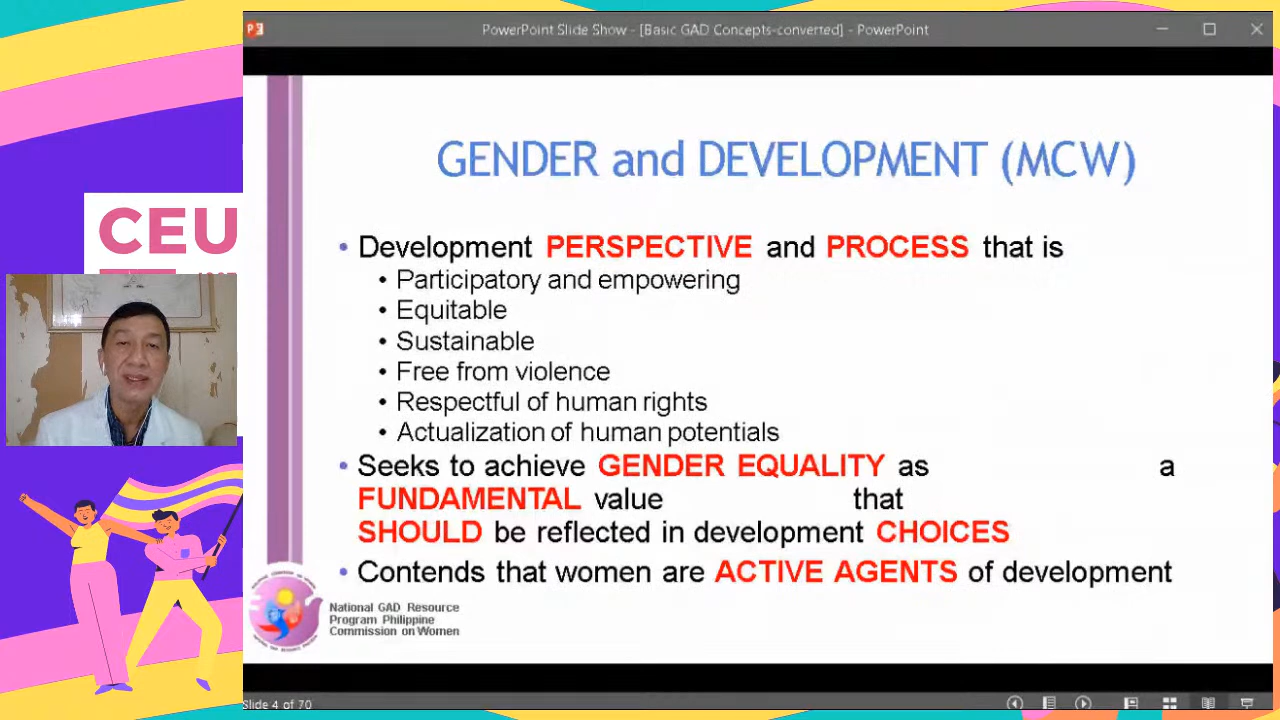 PowerPoint Slide Show - [Basic GAD Concepts-converted] - PowerPoint
GENDER and DEVELOPMENT (MCW)
CEU
• Development PERSPECTIVE and PROCESS that is
• Participatory and empowering
• Equitable
• Sustainable
• Free from violence
• Respectful of human rights
• Actualization of human potentials
• Seeks to achieve GENDER EQUALITY as a
FUNDAMENTAL value that
SHOULD be reflected in development CHOICES
• Contends that women are ACTIVE AGENTS of development
National GAD Resource
Program Philippine
Commission on Women
Slide 4 of 70